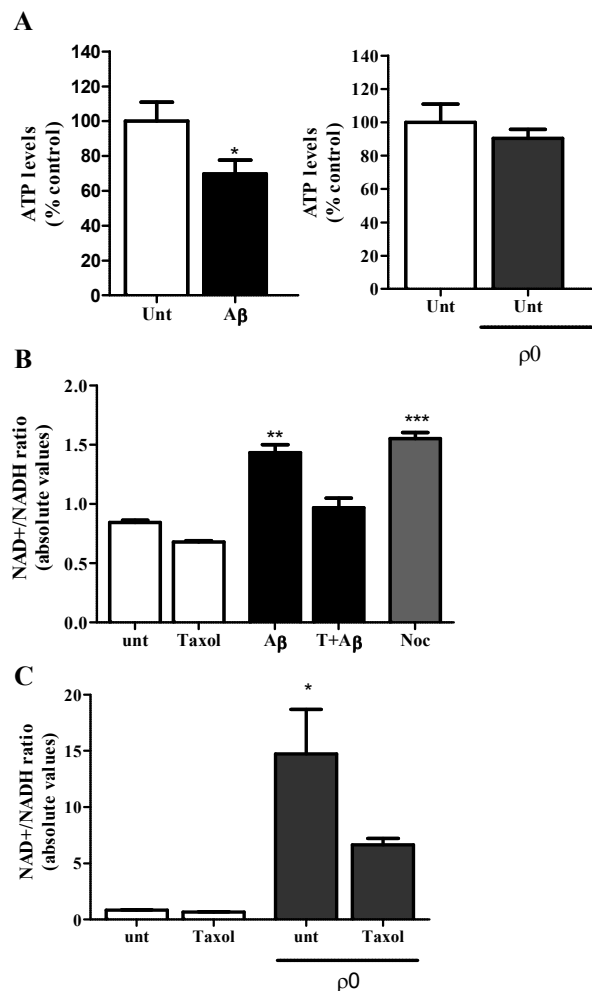 A
ATP levels
(% control)
140
120
100
80
60
40
20
0
*
Unt
Aβ
ATP levels
(% control)
140
120
100
80
60
40
20
0
Unt
Unt
ρ0
B
NAD+/NADH ratio
(absolute values)
2.0
1.5
1.0
0.5
0.0
**
***
unt
Taxol
Aβ
T+Aβ
Noc
C
NAD+/NADH ratio
(absolute values)
20
15
10
5
0
*
unt
Taxol
unt
Taxol
ρ0